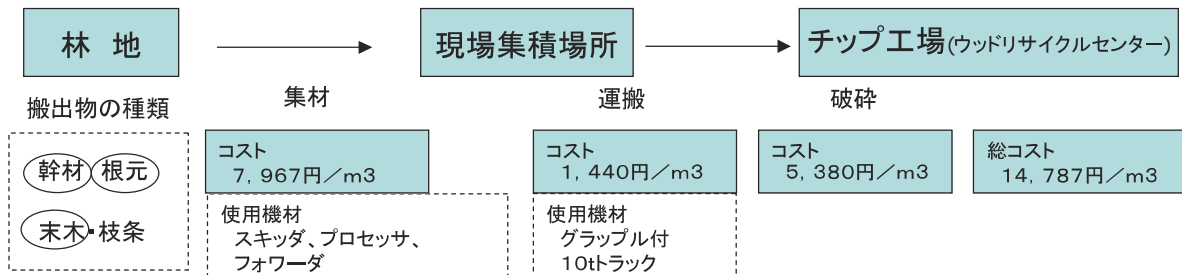 林 地
現場集積場所
チップ工場(ウッドリサイクルセンター)
搬出物の種類
集材
運搬
破砕
幹材 根元
末木・枝条
コスト
7,967円/m3
コスト
1,440円/m3
コスト
5,380円/m3
総コスト
14,787円/m3
使用機材
スキッダ、プロセッサ、
フォワーダ
使用機材
グラップル付
10tトラック